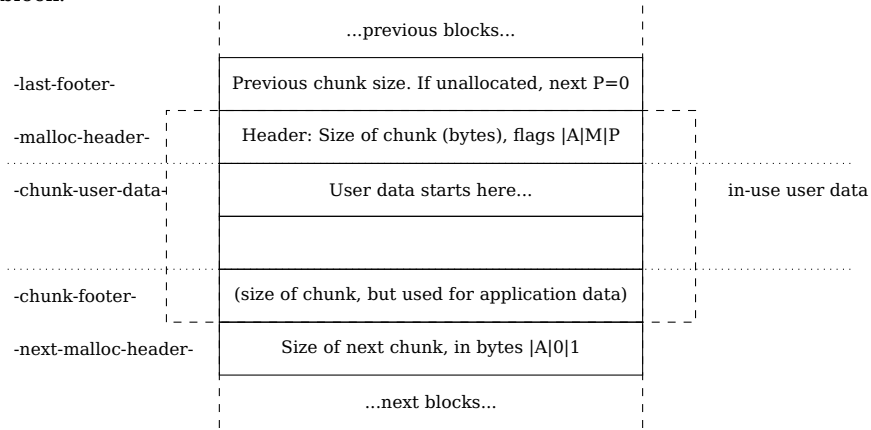 ...previous blocks...
-last-footer- Previous chunk size. If unallocated, next P=0
-malloc-header- Header: Size of chunk (bytes), flags |A|M|P
-chunk-user-data- User data starts here... in-use user data
-chunk-footer- (size of chunk, but used for application data)
-next-malloc-header- Size of next chunk, in bytes |A|0|1
...next blocks...